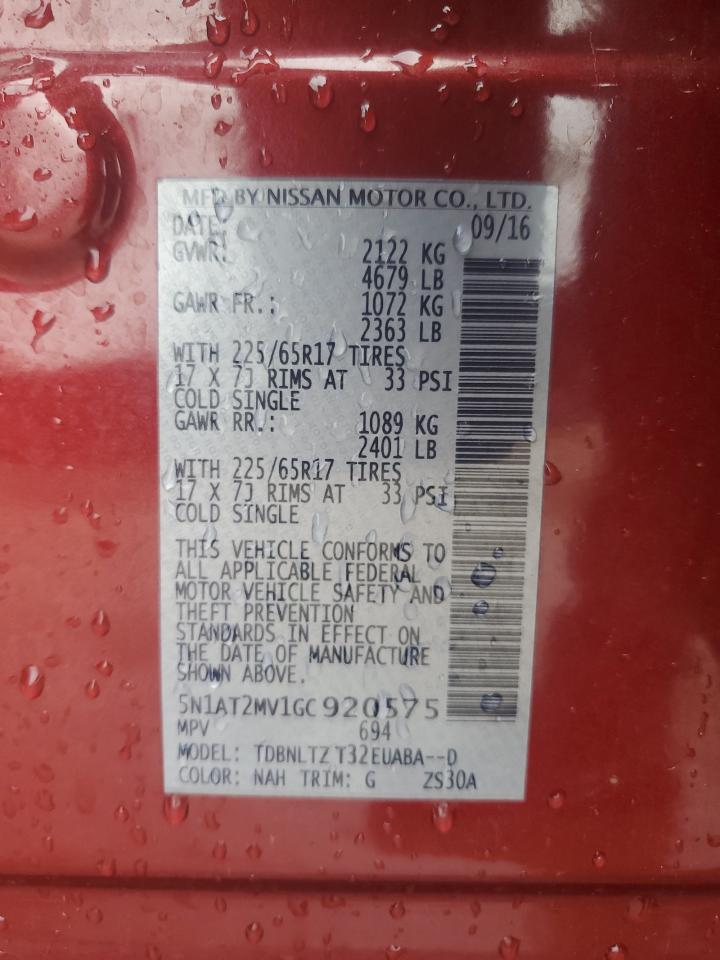 MFD BY NISSAN MOTOR CO., LTD.
DATE: 09/16
GVWR: 2122 KG
4679 LB
GAWR FR.: 1072 KG
2363 LB
WITH 225/65R17 TIRES
17 X 7J RIMS AT 33 PSI
COLD SINGLE
GAWR RR.: 1089 KG
2401 LB
WITH 225/65R17 TIRES
17 X 7J RIMS AT 33 PSI
COLD SINGLE
THIS VEHICLE CONFORMS TO
ALL APPLICABLE FEDERAL
MOTOR VEHICLE SAFETY AND
THEFT PREVENTION
STANDARDS IN EFFECT ON
THE DATE OF MANUFACTURE
SHOWN ABOVE.
5N1AT2MV1GC920575
MPV 694
MODEL: TDBNLTZ T32EUABA--D
COLOR: NAH TRIM: G ZS30A